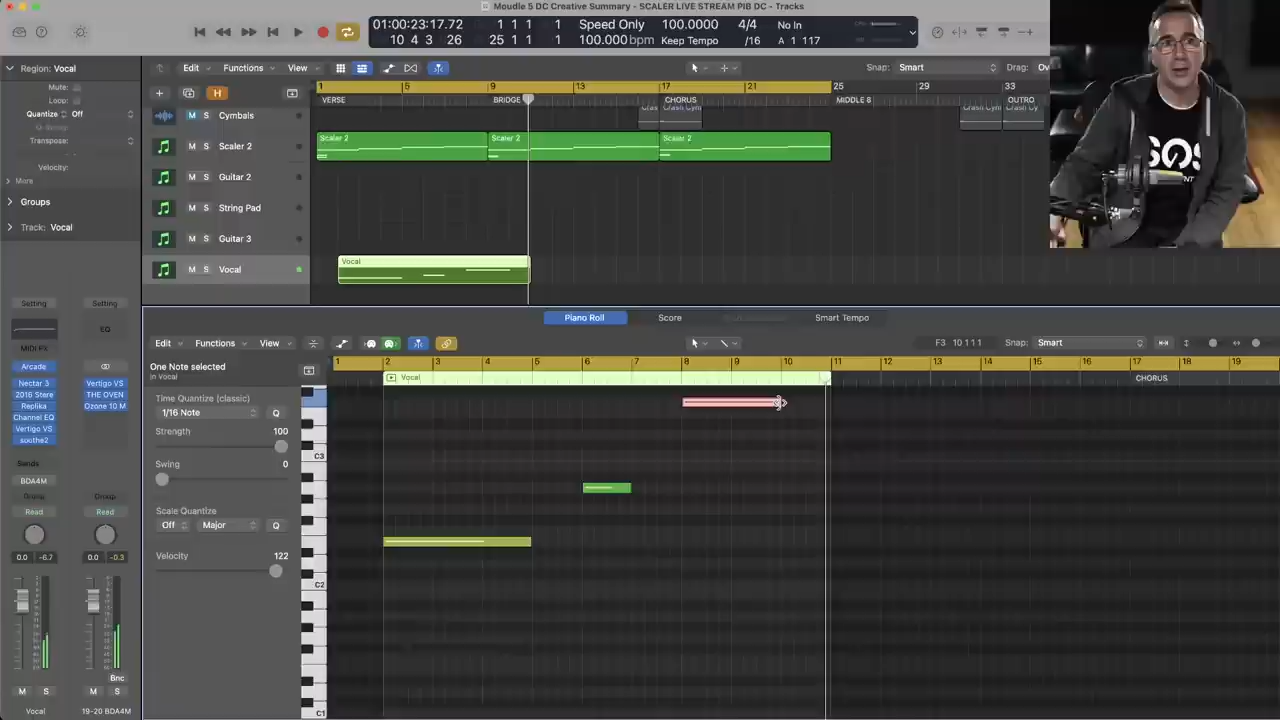 Moudle 5 DC Creative Summary - SCALER LIVE STREAM PIB DC - Tracks
01:00:23:17.72
10 4 3 26
25 1 1 1
Speed Only
100.000bpm
100.0000
Keep Tempo
4/4
/16
No In
A 1 117
Region: Vocal
Mute:
Loop:
Quantize Off
Transpose:
Velocity:
More
Groups
Track: Vocal
Edit Functions View Snap: Smart Drag: Ov
H
1 5 9 13 17 21 25 29 33
VERSE BRIDGE CHORUS MIDDLE 8 OUTRO
M S Cymbals
M S Scaler 2
M S Guitar 2
M S String Pad
M S Guitar 3
M S Vocal
Scaler 2 Scaler 2 Scaler 2
Vocal
Piano Roll Score Smart Tempo
Edit Functions View F3 10 1 1 1 Snap: Smart
1 2 3 4 5 6 7 8 9 10 11 12 13 14 15 16 17 18 19
Vocal CHORUS
One Note selected
in Vocal
Time Quantize (classic)
1/16 Note Q
Strength 100
Swing 0
Scale Quantize
Off Major Q
Velocity 122
C3
C2
C1
Setting Setting
EQ
MIDI FX
Arcade
Nectar 3
2016 Stere
Replika
Channel EQ
Vertigo VS
soothe2
Vertigo VS
THE OVEN
Ozone 10 M
Sends
BDA4M
Group Group
Read Read
0.0 -6.7 0.0 -0.3
Bnc
M S M S
Vocal 19-20 BDA4M
SOS